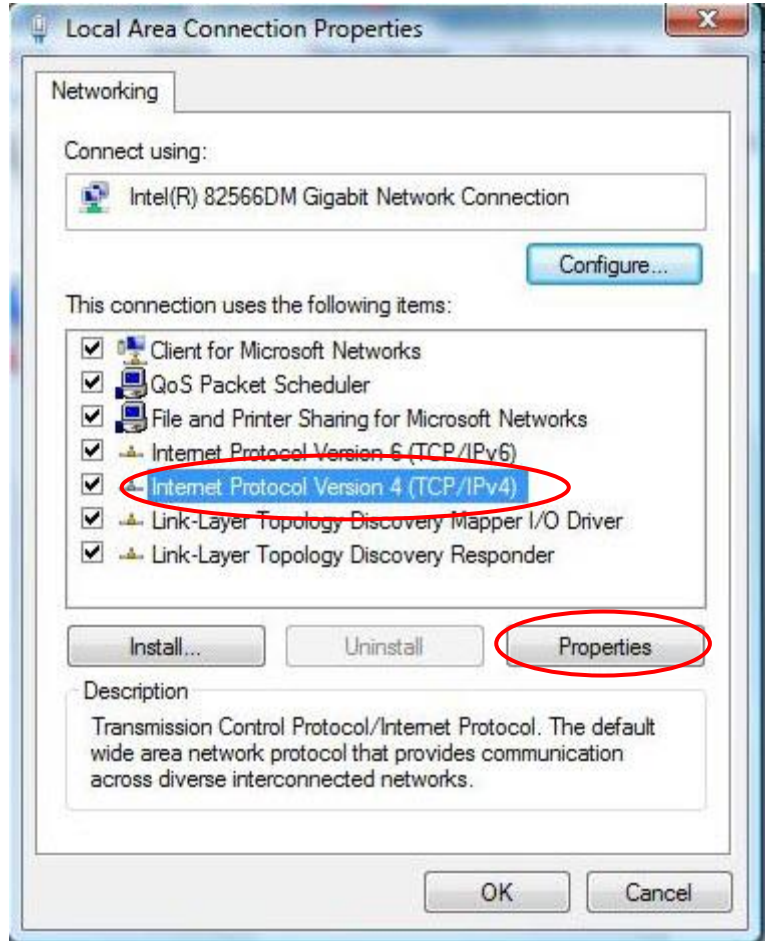 Local Area Connection Properties
X
Networking
Connect using:
Intel(R) 82566DM Gigabit Network Connection
Configure...
This connection uses the following items:
Client for Microsoft Networks
QoS Packet Scheduler
File and Printer Sharing for Microsoft Networks
Internet Protocol Version 6 (TCP/IPv6)
Internet Protocol Version 4 (TCP/IPv4)
Link-Layer Topology Discovery Mapper I/O Driver
Link-Layer Topology Discovery Responder
Install... Uninstall Properties
Description
Transmission Control Protocol/Internet Protocol. The default
wide area network protocol that provides communication
across diverse interconnected networks.
OK Cancel